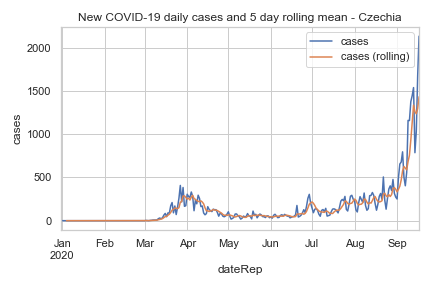 New COVID-19 daily cases and 5 day rolling mean - Czechia
cases
cases (rolling)
2000
1500
1000
500
0
cases
Jan Feb Mar Apr May Jun Jul Aug Sep
2020
dateRep